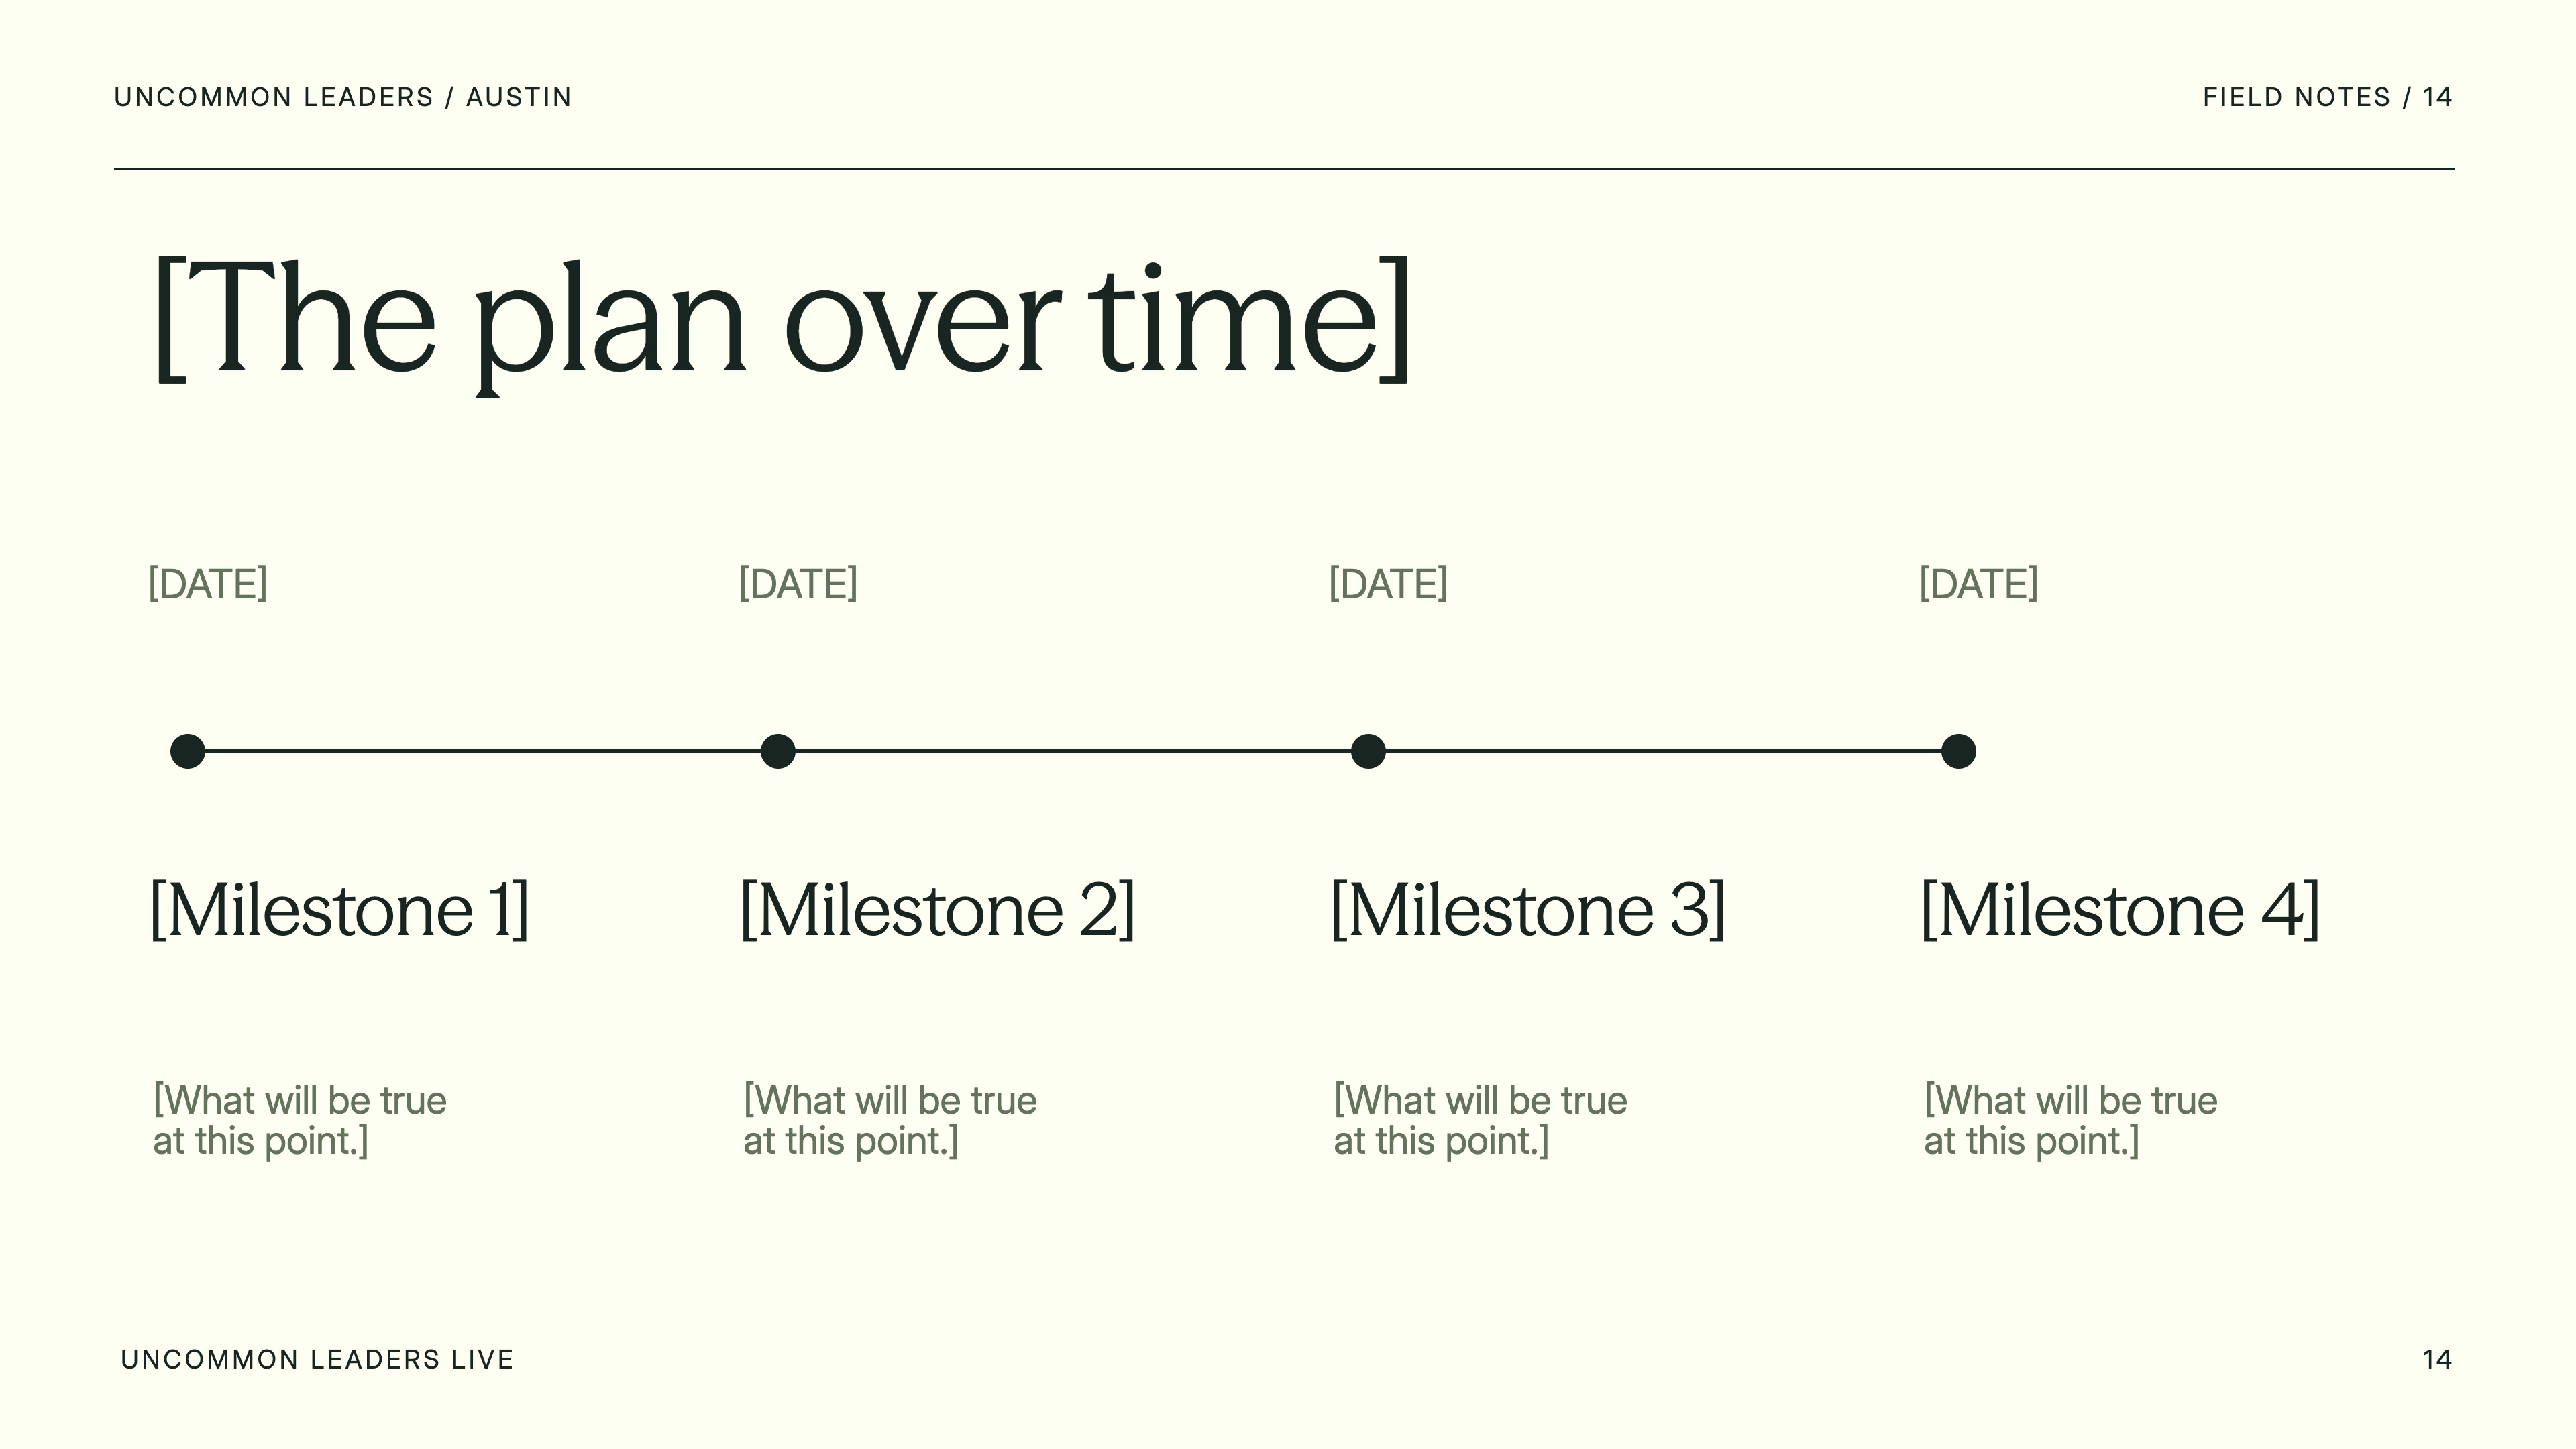 UNCOMMON LEADERS / AUSTIN
FIELD NOTES / 14
[The plan over time]
[DATE]
[DATE]
[DATE]
[DATE]
[Milestone 1]
[Milestone 2]
[Milestone 3]
[Milestone 4]
[What will be true
at this point.]
[What will be true
at this point.]
[What will be true
at this point.]
[What will be true
at this point.]
UNCOMMON LEADERS LIVE
14